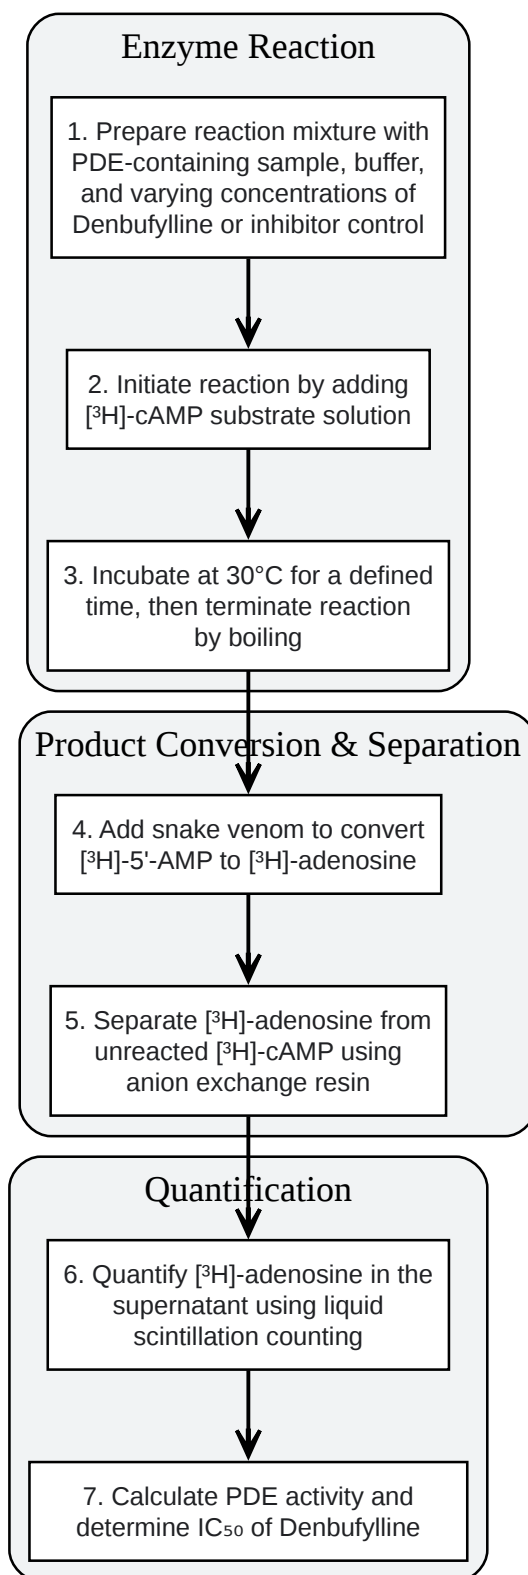 Enzyme Reaction
1. Prepare reaction mixture with
PDE-containing sample, buffer,
and varying concentrations of
Denbufylline or inhibitor control
2. Initiate reaction by adding
[³H]-cAMP substrate solution
3. Incubate at 30°C for a defined
time, then terminate reaction
by boiling
Product Conversion & Separation
4. Add snake venom to convert
[³H]-5'-AMP to [³H]-adenosine
5. Separate [³H]-adenosine from
unreacted [³H]-cAMP using
anion exchange resin
Quantification
6. Quantify [³H]-adenosine in the
supernatant using liquid
scintillation counting
7. Calculate PDE activity and
determine IC₅₀ of Denbufylline